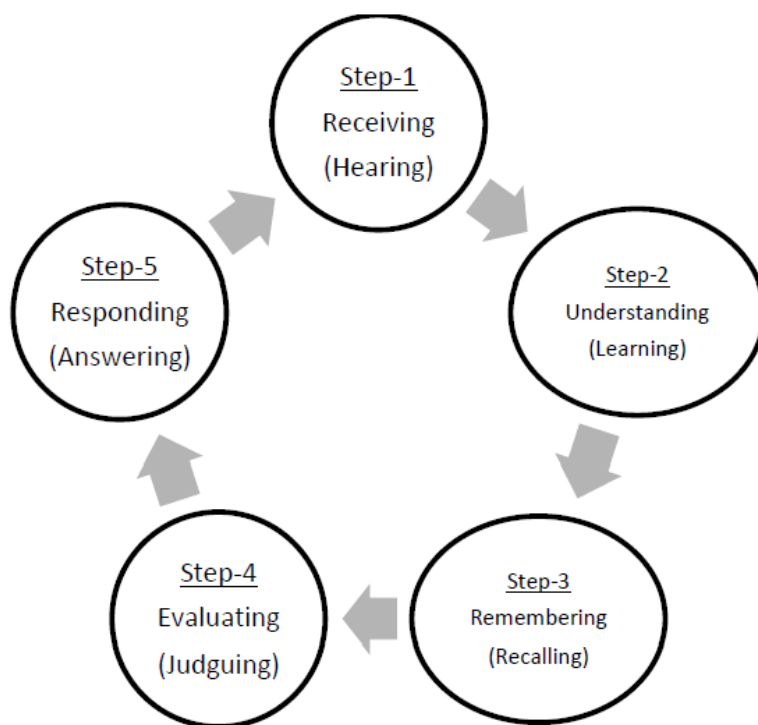 Step-1
Receiving
(Hearing)
Step-2
Understanding
(Learning)
Step-3
Remembering
(Recalling)
Step-4
Evaluating
(Judguing)
Step-5
Responding
(Answering)